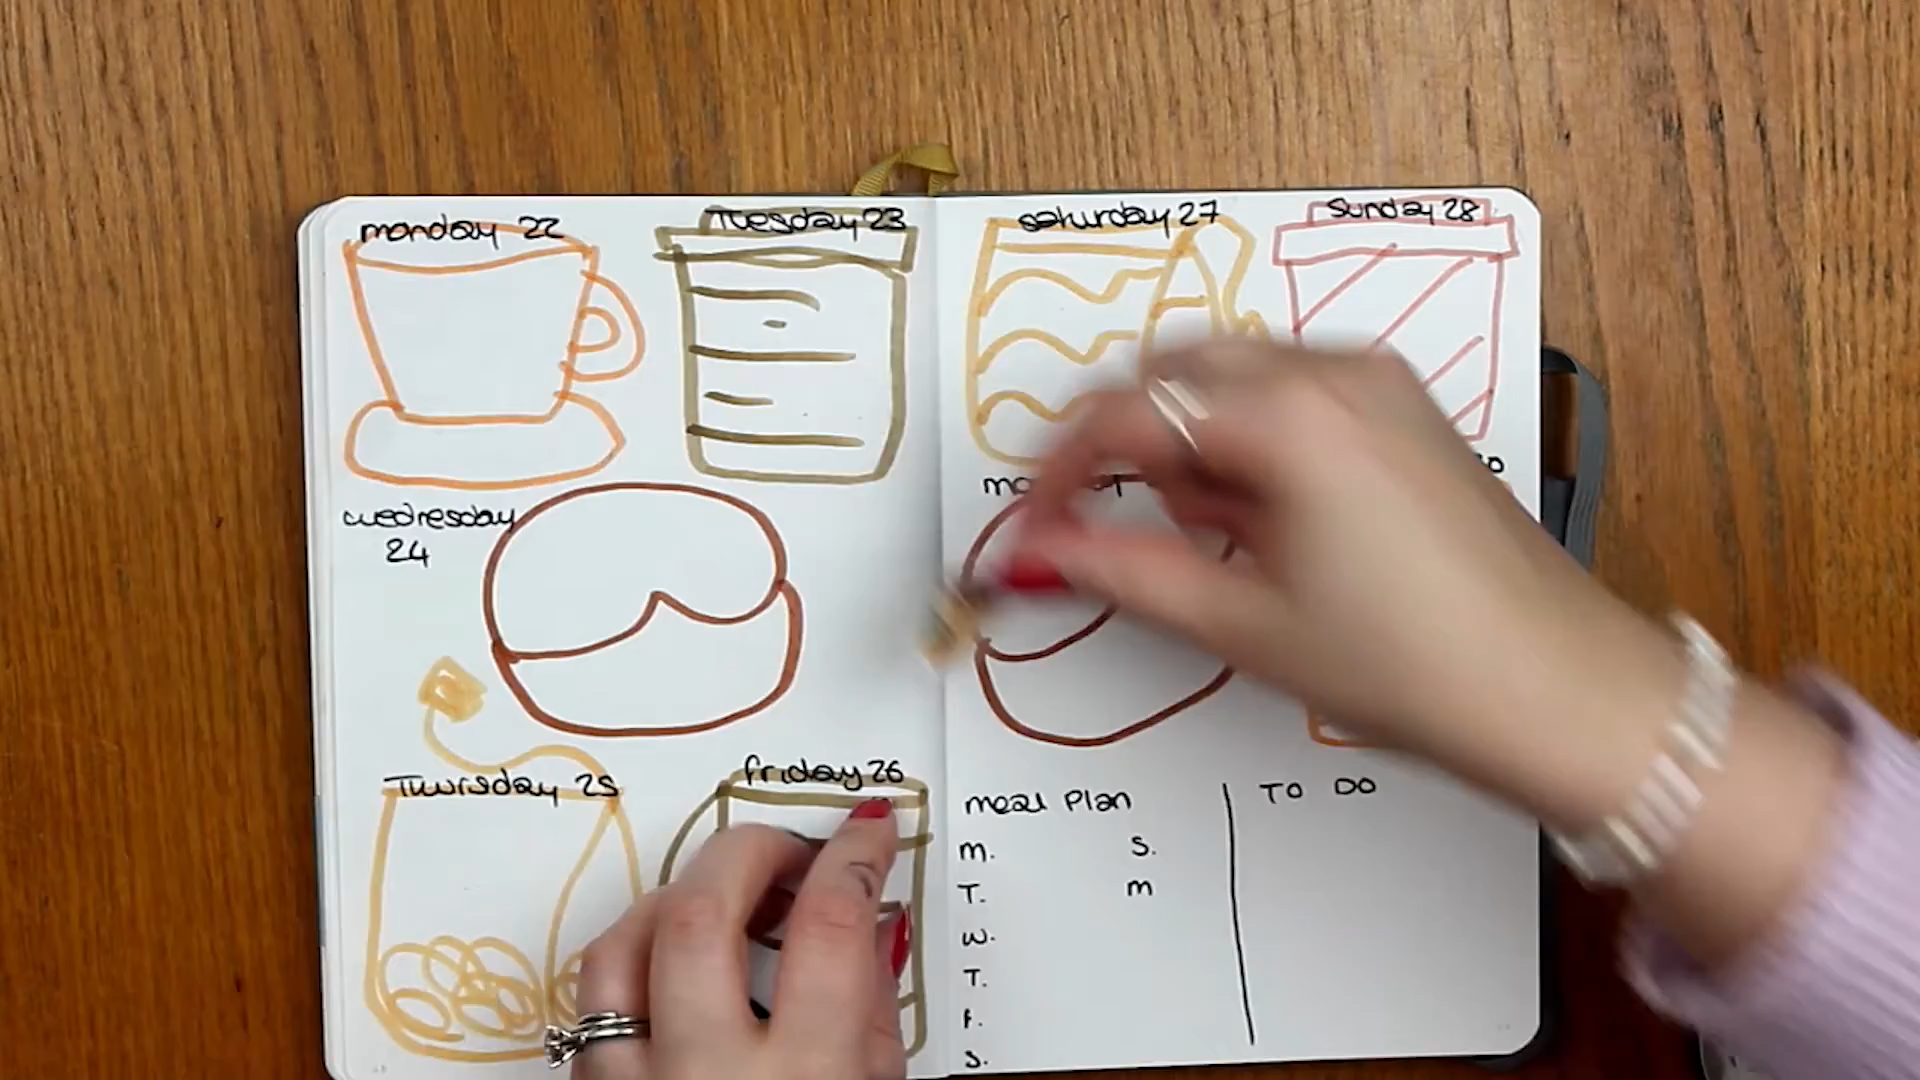 monday 22
Tuesday 23
wednesday
24
Thursday 25
friday 26
saturday 27
Sunday 28
meal Plan
M.
T.
W.
T.
F.
S.
S.
m
TO DO